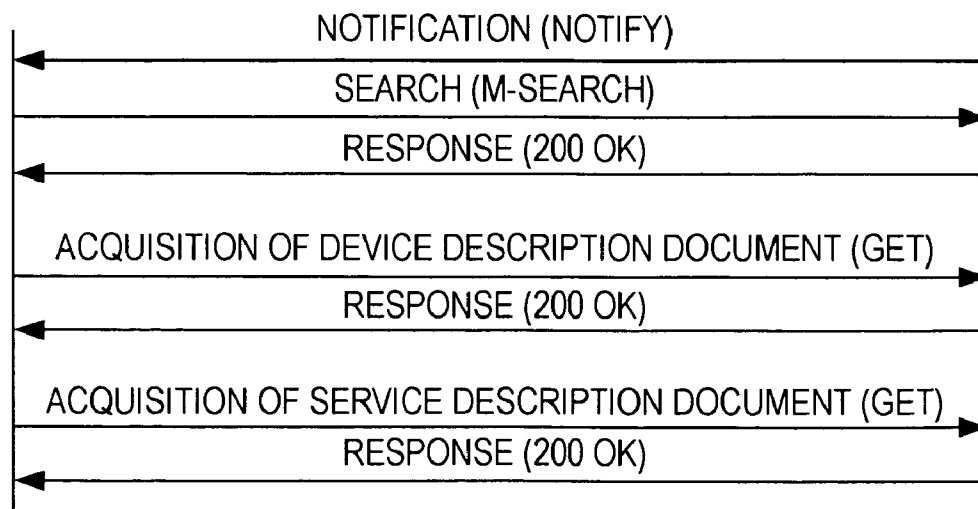 NOTIFICATION (NOTIFY)
SEARCH (M-SEARCH)
RESPONSE (200 OK)
ACQUISITION OF DEVICE DESCRIPTION DOCUMENT (GET)
RESPONSE (200 OK)
ACQUISITION OF SERVICE DESCRIPTION DOCUMENT (GET)
RESPONSE (200 OK)